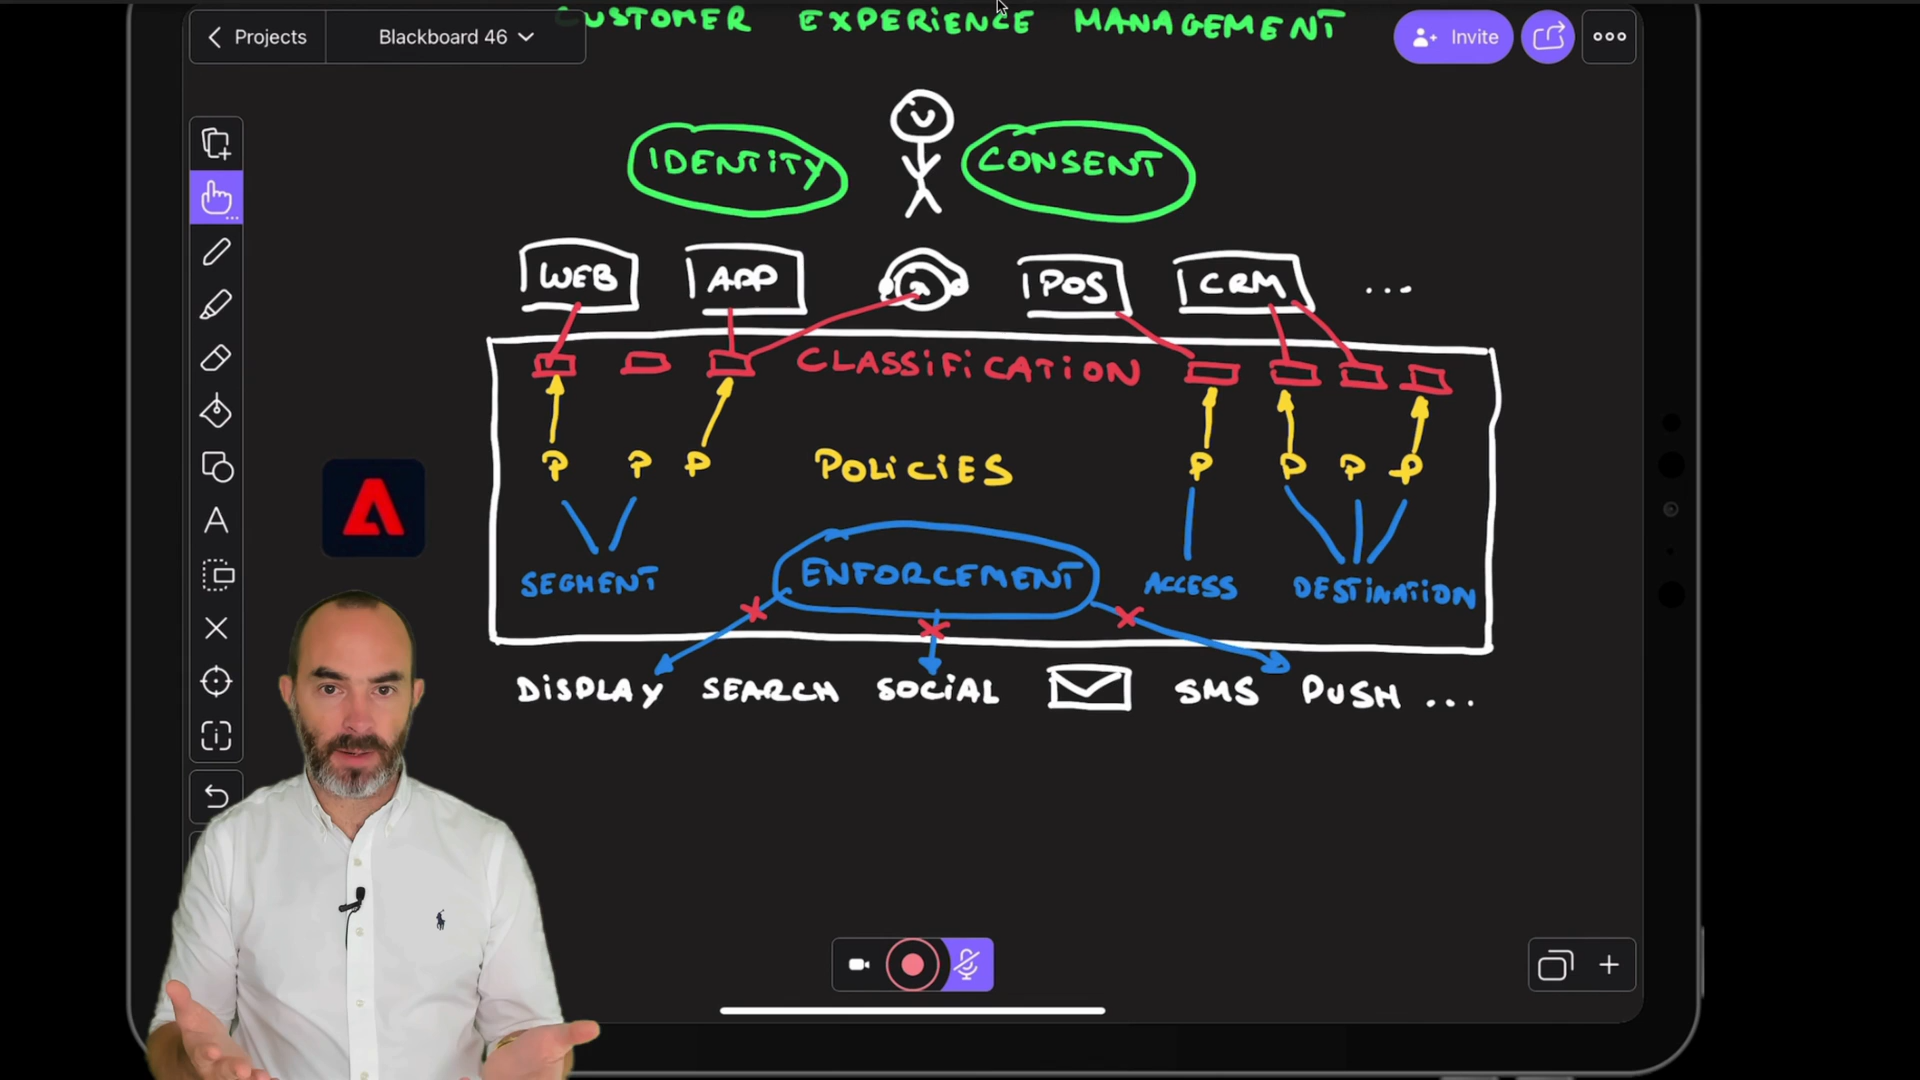 CUSTOMER EXPERIENCE MANAGEMENT
Projects
Blackboard 46
Invite
IDENTITY
CONSENT
WEB
APP
POS
CRM
...
CLASSIFICATION
P P P POLICIES P P P P
SEGMENT
ENFORCEMENT
ACCESS
DESTINATION
DISPLAY SEARCH SOCIAL SMS PUSH ...